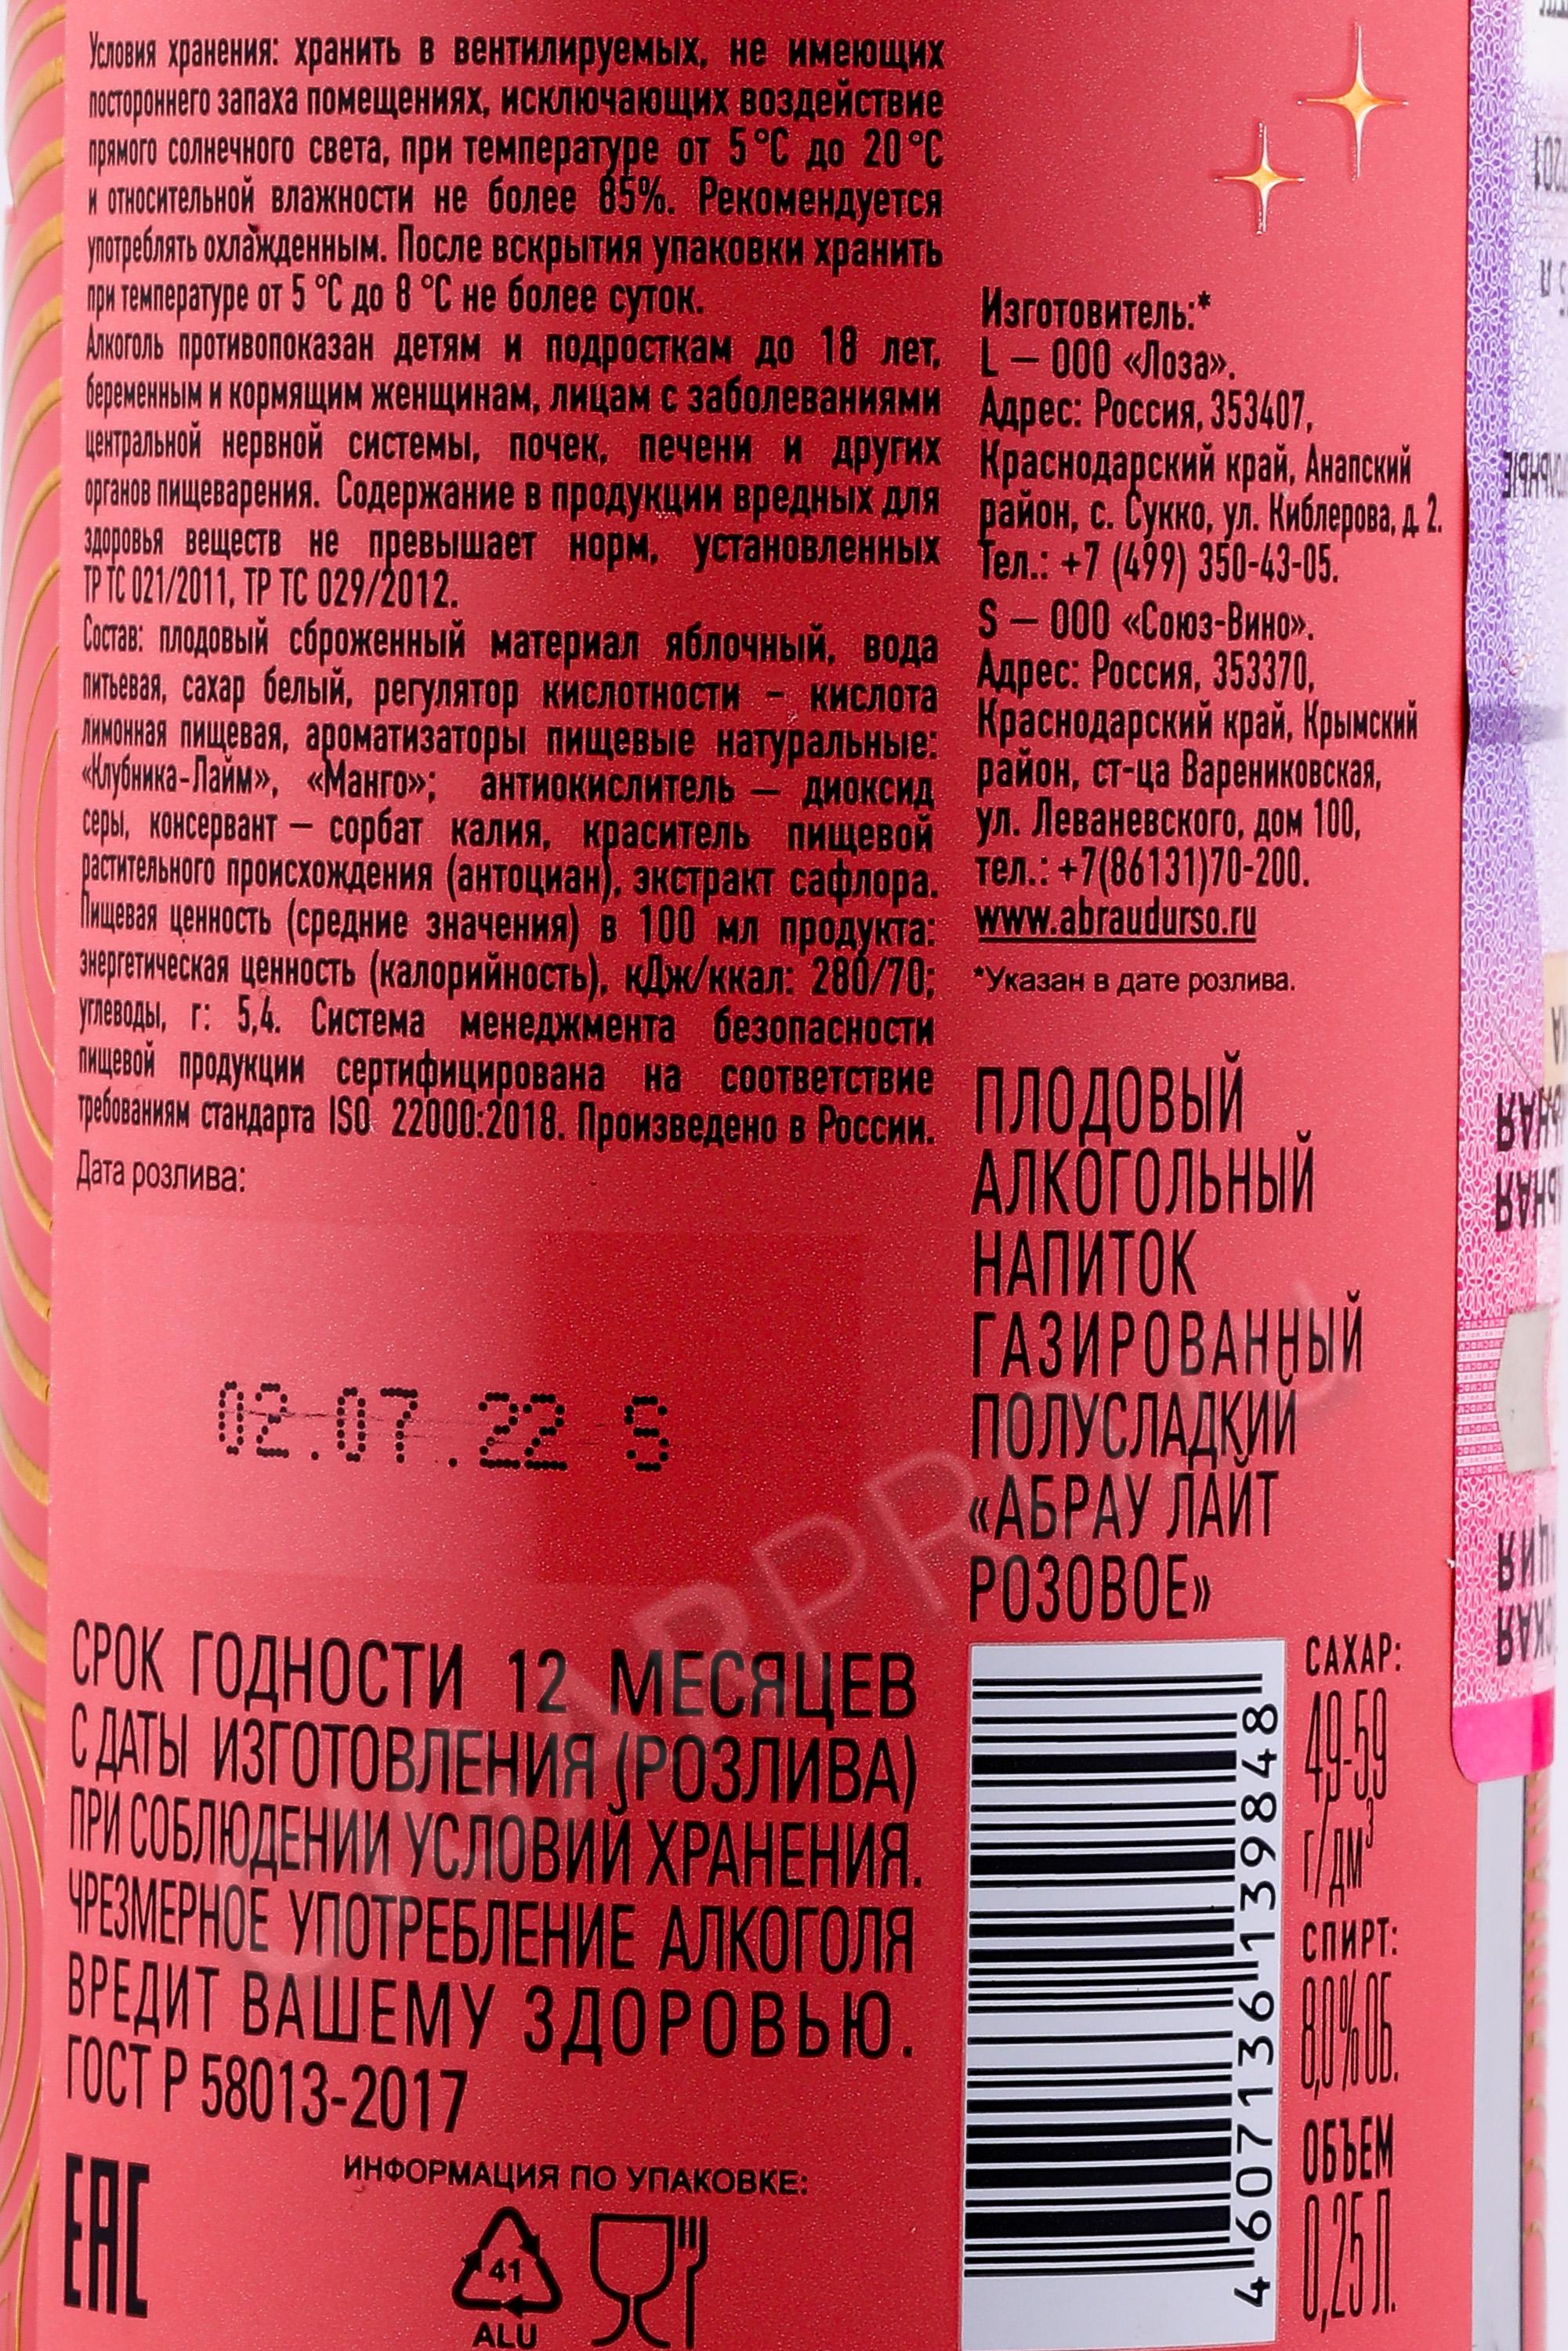 Условия хранения: хранить в вентилируемых, не имеющих
постороннего запаха помещениях, исключающих воздействие
прямого солнечного света, при температуре от 5 °C до 20 °C
и относительной влажности не более 85%. Рекомендуется
употреблять охлажденным. После вскрытия упаковки хранить
при температуре от 5 °C до 8 °C не более суток.
Алкоголь противопоказан детям и подросткам до 18 лет,
беременным и кормящим женщинам, лицам с заболеваниями
центральной нервной системы, почек, печени и других
органов пищеварения. Содержание в продукции вредных для
здоровья веществ не превышает норм, установленных
ТР ТС 021/2011, ТР ТС 029/2012.
Состав: плодовый сброженный материал яблочный, вода
питьевая, сахар белый, регулятор кислотности – кислота
лимонная пищевая, ароматизаторы пищевые натуральные:
«Клубника-Лайм», «Манго»; антиокислитель — диоксид
серы, консервант — сорбат калия, краситель пищевой
растительного происхождения (антоциан), экстракт сафлора.
Пищевая ценность (средние значения) в 100 мл продукта:
энергетическая ценность (калорийность), кДж/ккал: 280/70;
углеводы, г: 5,4. Система менеджмента безопасности
пищевой продукции сертифицирована на соответствие
требованиям стандарта ISO 22000:2018. Произведено в России.
Дата розлива:
02.07.22 S
СРОК ГОДНОСТИ 12 МЕСЯЦЕВ
С ДАТЫ ИЗГОТОВЛЕНИЯ (РОЗЛИВА)
ПРИ СОБЛЮДЕНИИ УСЛОВИЙ ХРАНЕНИЯ.
ЧРЕЗМЕРНОЕ УПОТРЕБЛЕНИЕ АЛКОГОЛЯ
ВРЕДИТ ВАШЕМУ ЗДОРОВЬЮ.
ГОСТ Р 58013-2017
EAC
ИНФОРМАЦИЯ ПО УПАКОВКЕ:
41
ALU
Изготовитель:*
L — ООО «Лоза».
Адрес: Россия, 353407,
Краснодарский край, Анапский
район, с. Сукко, ул. Киблерова, д. 2.
Тел.: +7 (499) 350-43-05.
S — ООО «Союз-Вино».
Адрес: Россия, 353370,
Краснодарский край, Крымский
район, ст-ца Варениковская,
ул. Леваневского, дом 100,
тел.: +7(86131)70-200.
www.abraudurso.ru
*Указан в дате розлива.
ПЛОДОВЫЙ
АЛКОГОЛЬНЫЙ
НАПИТОК
ГАЗИРОВАННЫЙ
ПОЛУСЛАДКИЙ
«АБРАУ ЛАЙТ
РОЗОВОЕ»
4 607136 139848
САХАР:
49-59
г/дм³
СПИРТ:
8,0% ОБ.
ОБЪЕМ
0,25 Л.